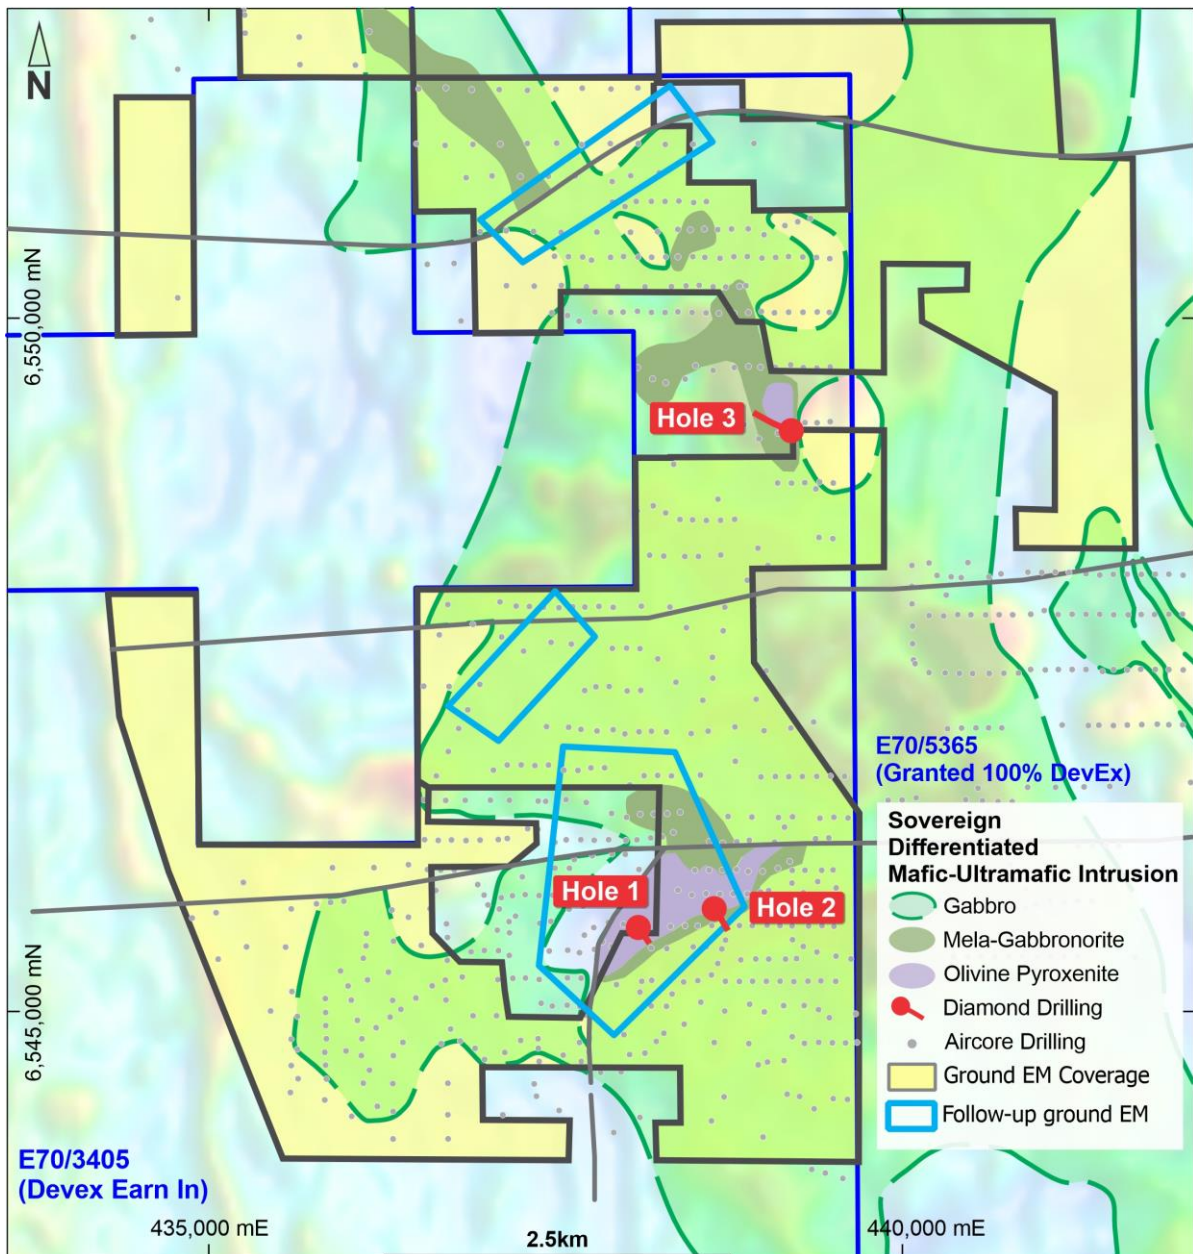 N
6,550,000 mN
Hole 3
E70/5365
(Granted 100% DevEx)
Sovereign
Differentiated
Mafic-Ultramafic Intrusion
Gabbro
Mela-Gabbronorite
Olivine Pyroxenite
Diamond Drilling
Aircore Drilling
Ground EM Coverage
Follow-up ground EM
Hole 1
Hole 2
6,545,000 mN
E70/3405
(Devex Earn In)
435,000 mE
2.5km
440,000 mE